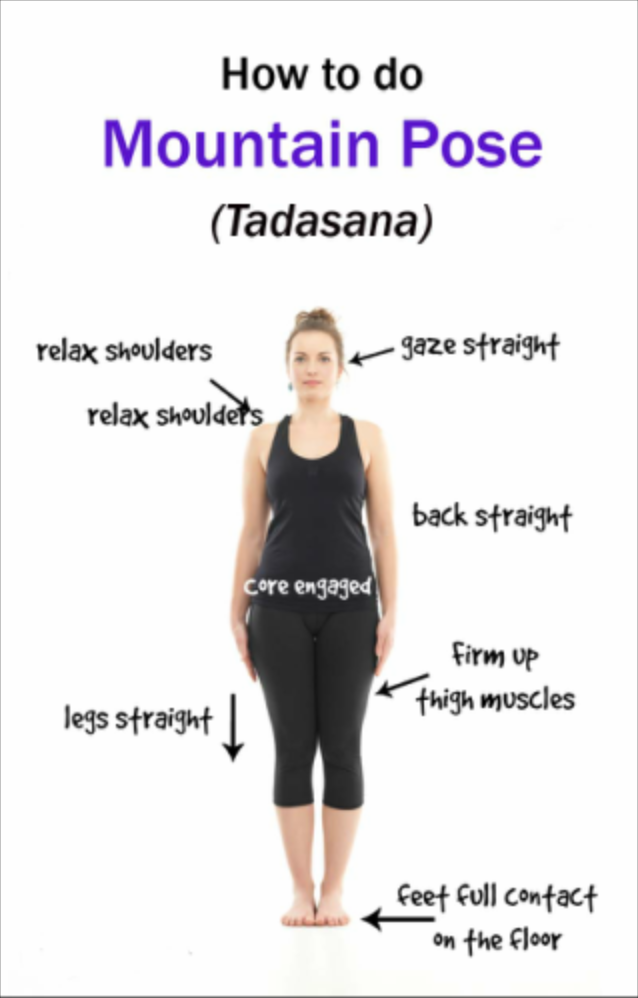 How to do
Mountain Pose
(Tadasana)
relax shoulders
gaze straight
relax shoulders
back straight
core engaged
firm up
thigh muscles
legs straight
feet full contact
on the floor